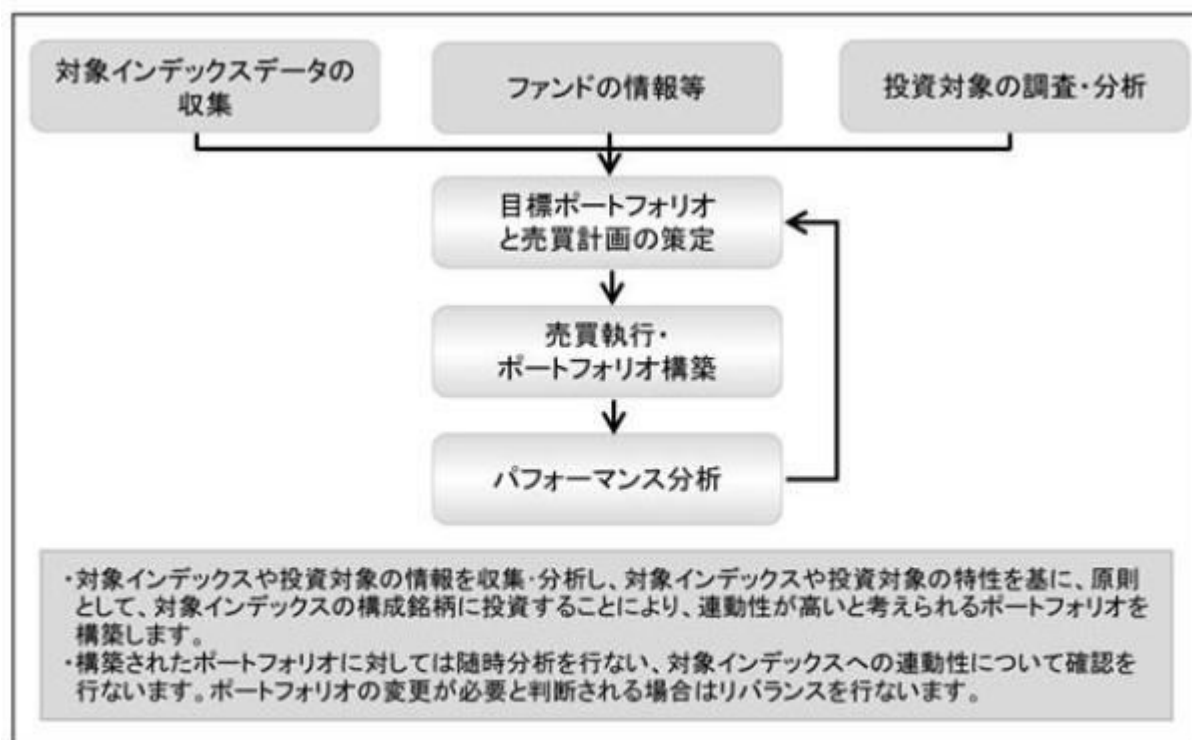 対象インデックスデータの
収集
ファンドの情報等
投資対象の調査・分析
目標ポートフォリオ
と売買計画の策定
売買執行・
ポートフォリオ構築
パフォーマンス分析
・対象インデックスや投資対象の情報を収集・分析し、対象インデックスや投資対象の特性を基に、原則
として、対象インデックスの構成銘柄に投資することにより、連動性が高いと考えられるポートフォリオを
構築します。
・構築されたポートフォリオに対しては随時分析を行ない、対象インデックスへの連動性について確認を
行ないます。ポートフォリオの変更が必要と判断される場合はリバランスを行ないます。